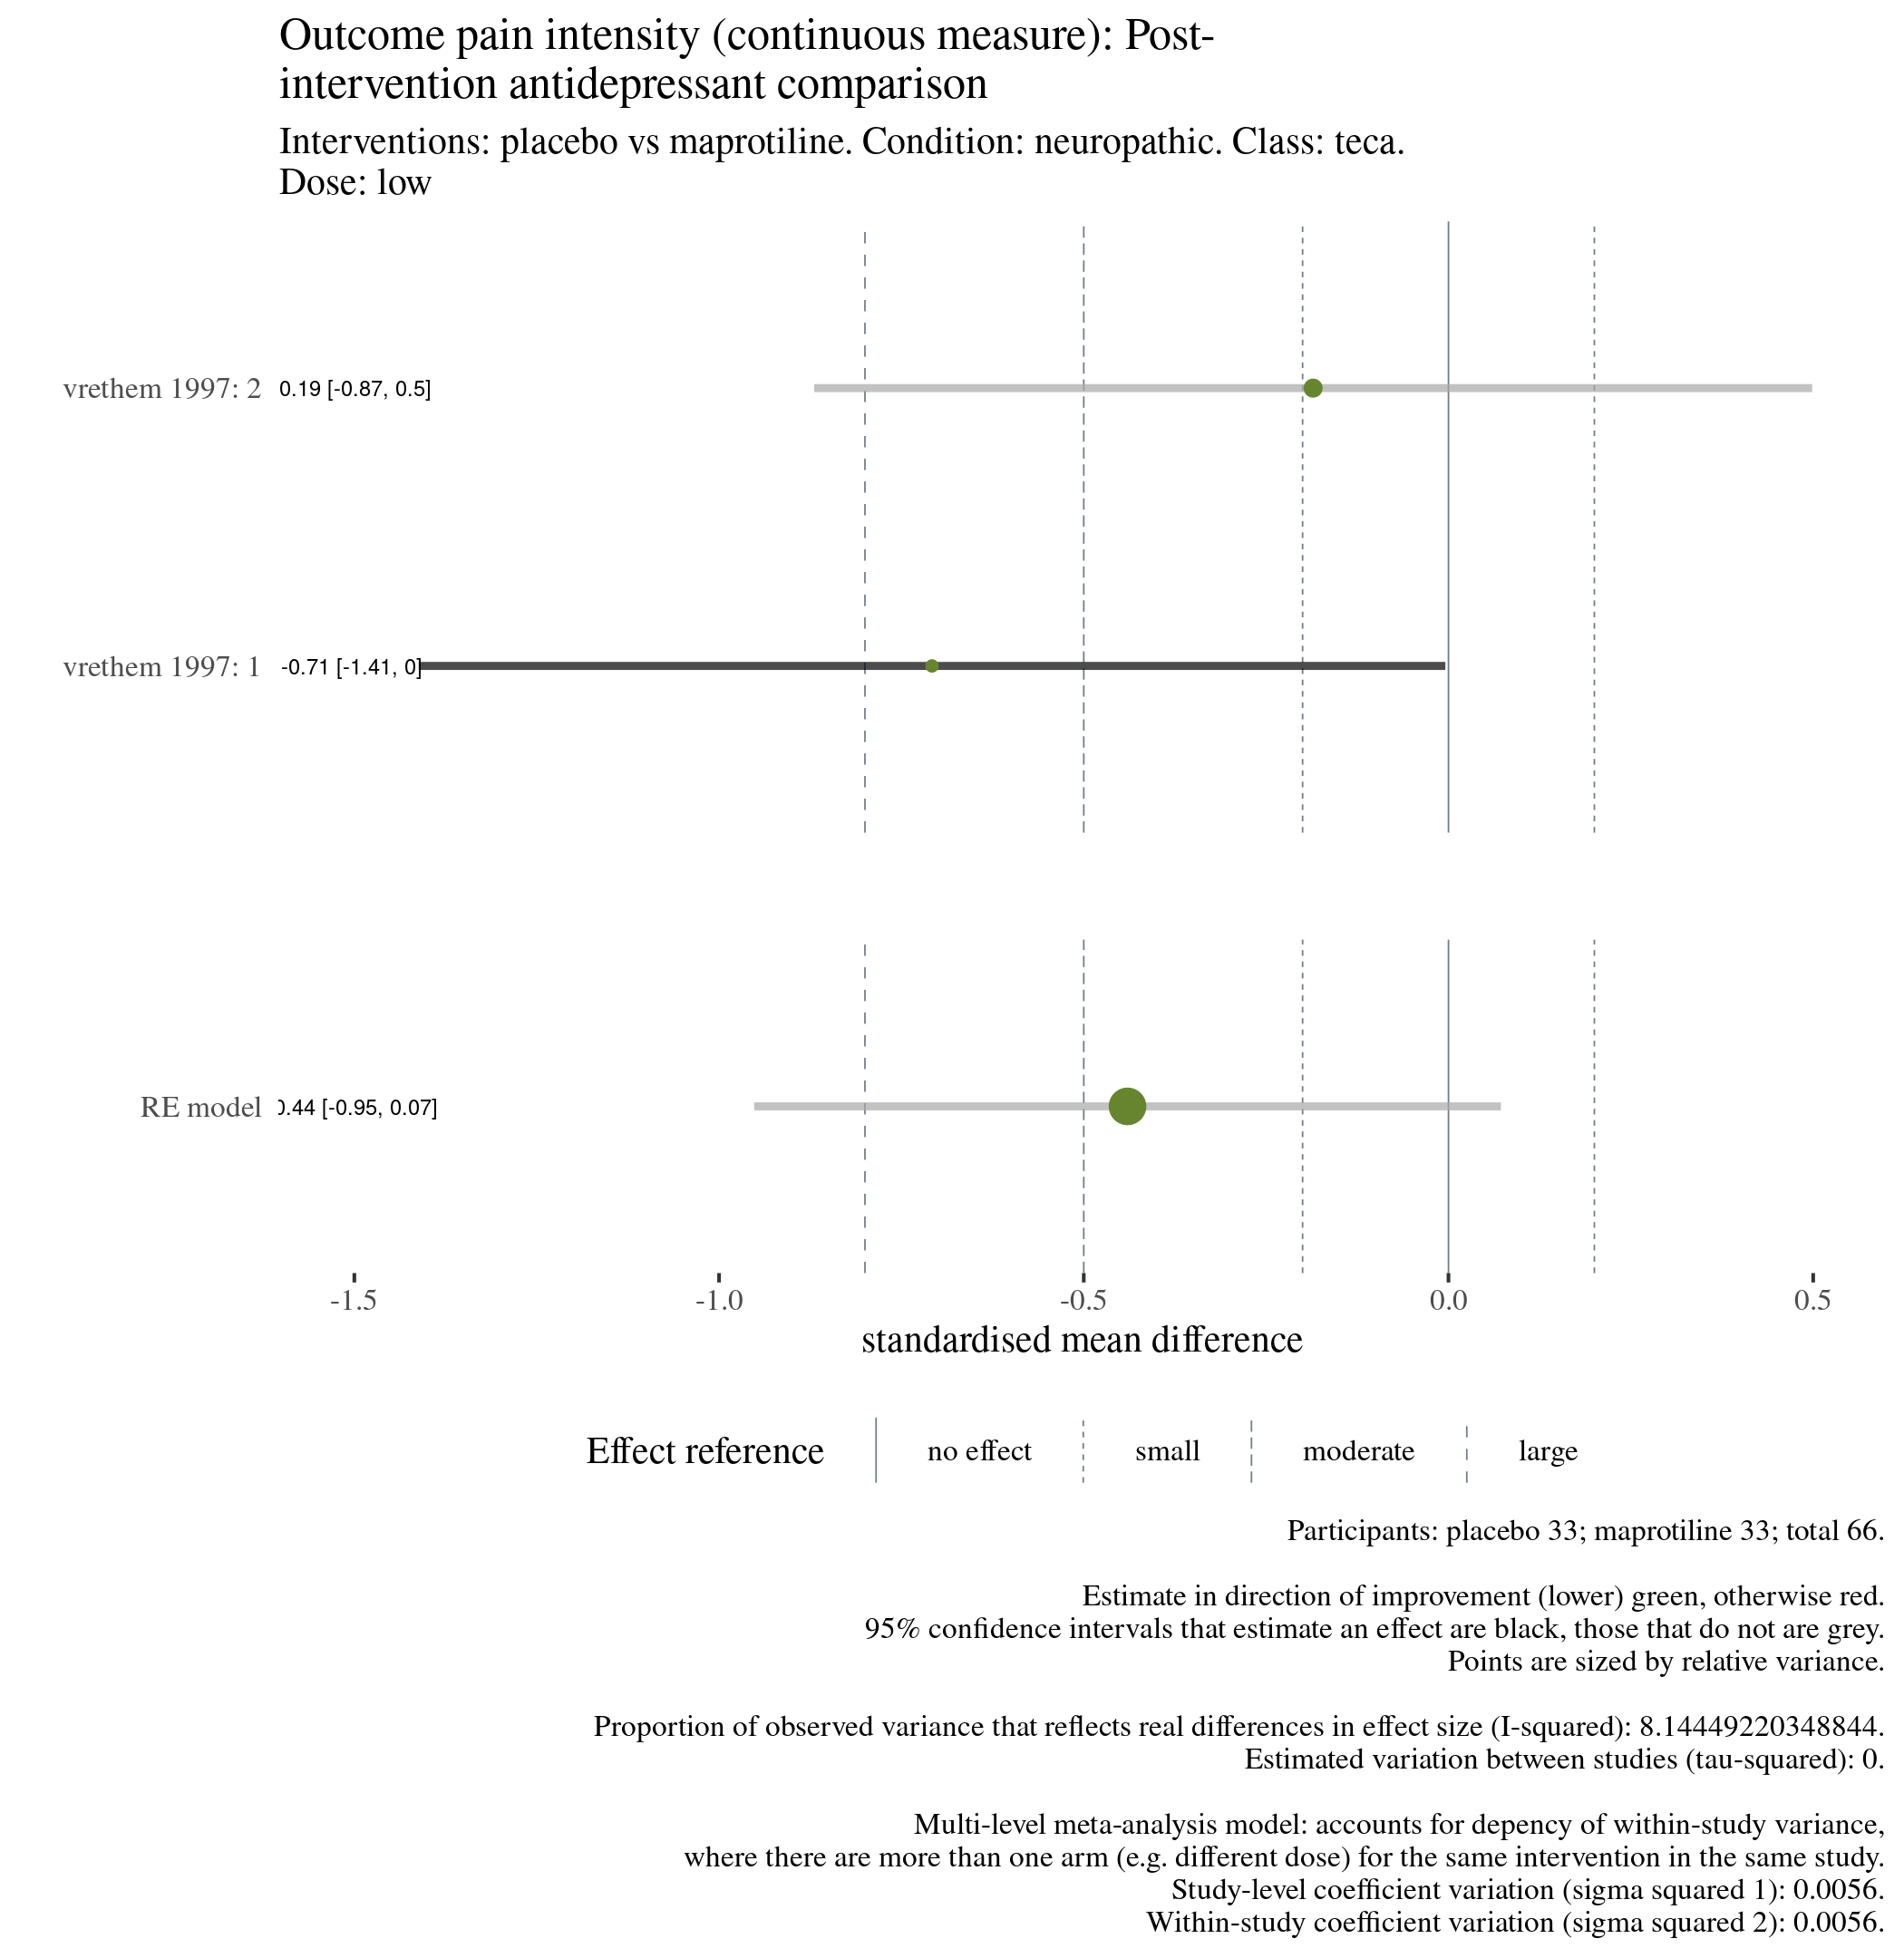 Outcome pain intensity (continuous measure): Post-
intervention antidepressant comparison
Interventions: placebo vs maprotiline. Condition: neuropathic. Class: teca.
Dose: low
vrethem 1997: 2 0.19 [-0.87, 0.5]
vrethem 1997: 1 -0.71 [-1.41, 0]
RE model 0.44 [-0.95, 0.07]
-1.5 -1.0 -0.5 0.0 0.5
standardised mean difference
Effect reference no effect small moderate large
Participants: placebo 33; maprotiline 33; total 66.
Estimate in direction of improvement (lower) green, otherwise red.
95% confidence intervals that estimate an effect are black, those that do not are grey.
Points are sized by relative variance.
Proportion of observed variance that reflects real differences in effect size (I-squared): 8.14449220348844.
Estimated variation between studies (tau-squared): 0.
Multi-level meta-analysis model: accounts for depency of within-study variance,
where there are more than one arm (e.g. different dose) for the same intervention in the same study.
Study-level coefficient variation (sigma squared 1): 0.0056.
Within-study coefficient variation (sigma squared 2): 0.0056.